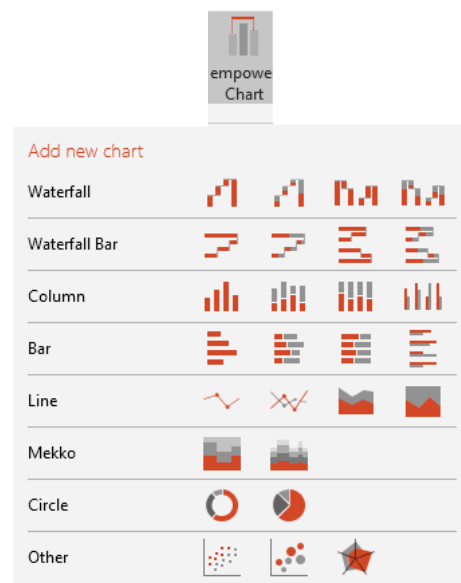 empowe
Chart
Add new chart
Waterfall
Waterfall Bar
Column
Bar
Line
Mekko
Circle
Other